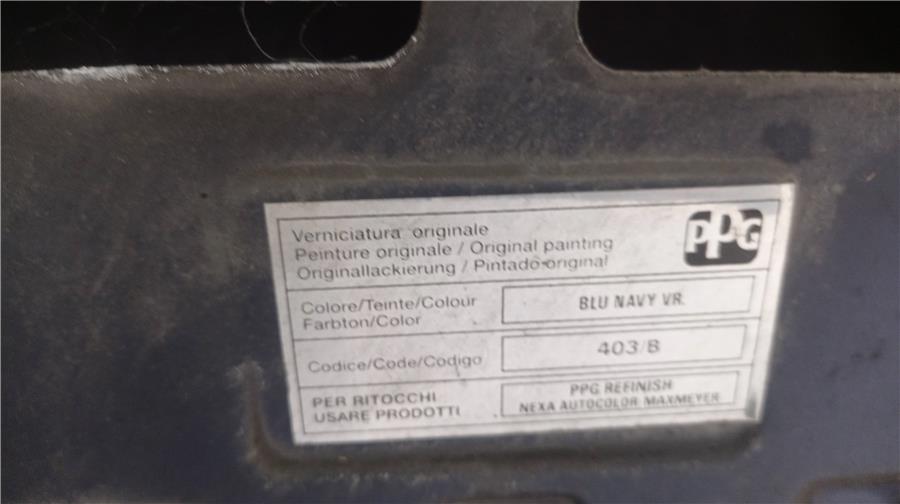 Verniciatura originale
Peinture originale / Original painting
Originallackierung / Pintado original
PPG
Colore/Teinte/Colour
Farbton/Color
BLU NAVY VR.
Codice/Code/Codigo
403/B
PER RITOCCHI
USARE PRODOTTI
PPG REFINISH
NEXA AUTOCOLOR MAXMEYER